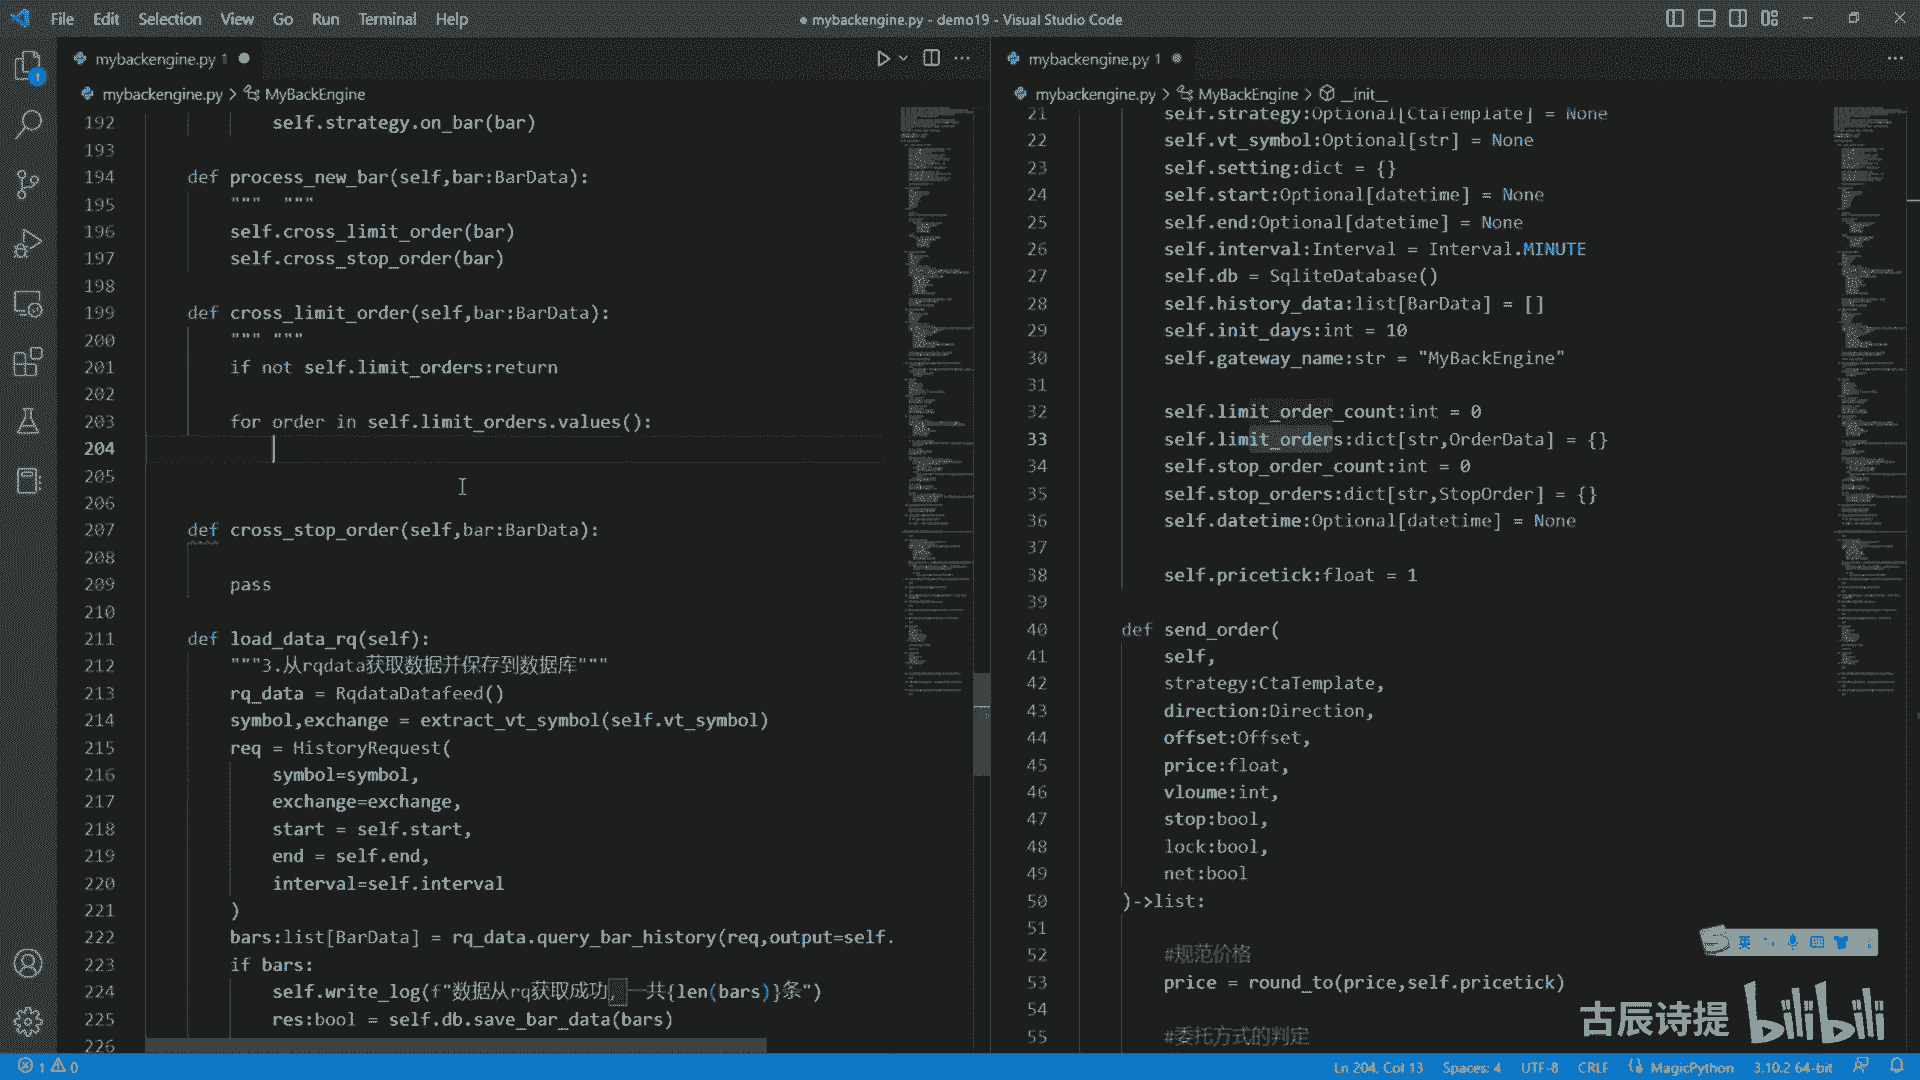 File Edit Selection View Go Run Terminal Help
● mybackengine.py - demo19 - Visual Studio Code
mybackengine.py 1
mybackengine.py > MyBackEngine
192 self.strategy.on_bar(bar)
193
194 def process_new_bar(self,bar:BarData):
195 """ """
196 self.cross_limit_order(bar)
197 self.cross_stop_order(bar)
198
199 def cross_limit_order(self,bar:BarData):
200 """ """
201 if not self.limit_orders:return
202
203 for order in self.limit_orders.values():
204
205
206
207 def cross_stop_order(self,bar:BarData):
208
209 pass
210
211 def load_data_rq(self):
212 """3.从rqdata获取数据并保存到数据库"""
213 rq_data = RqdataDatafeed()
214 symbol,exchange = extract_vt_symbol(self.vt_symbol)
215 req = HistoryRequest(
216 symbol=symbol,
217 exchange=exchange,
218 start = self.start,
219 end = self.end,
220 interval=self.interval
221 )
222 bars:list[BarData] = rq_data.query_bar_history(req,output=self.
223 if bars:
224 self.write_log(f"数据从rq获取成功，一共{len(bars)}条")
225 res:bool = self.db.save_bar_data(bars)
226
mybackengine.py 1
mybackengine.py > MyBackEngine > __init__
21 self.strategy:Optional[CtaTemplate] = None
22 self.vt_symbol:Optional[str] = None
23 self.setting:dict = {}
24 self.start:Optional[datetime] = None
25 self.end:Optional[datetime] = None
26 self.interval:Interval = Interval.MINUTE
27 self.db = SqliteDatabase()
28 self.history_data:list[BarData] = []
29 self.init_days:int = 10
30 self.gateway_name:str = "MyBackEngine"
31
32 self.limit_order_count:int = 0
33 self.limit_orders:dict[str,OrderData] = {}
34 self.stop_order_count:int = 0
35 self.stop_orders:dict[str,StopOrder] = {}
36 self.datetime:Optional[datetime] = None
37
38 self.pricetick:float = 1
39
40 def send_order(
41 self,
42 strategy:CtaTemplate,
43 direction:Direction,
44 offset:Offset,
45 price:float,
46 vloume:int,
47 stop:bool,
48 lock:bool,
49 net:bool
50 )->list:
51
52 #规范价格
53 price = round_to(price,self.pricetick)
54
55 #委托方式的判定
英
古辰诗提 bilibili
1 0
Ln 204, Col 13 Spaces: 4 UTF-8 CRLF MagicPython 3.10.2 64-bit